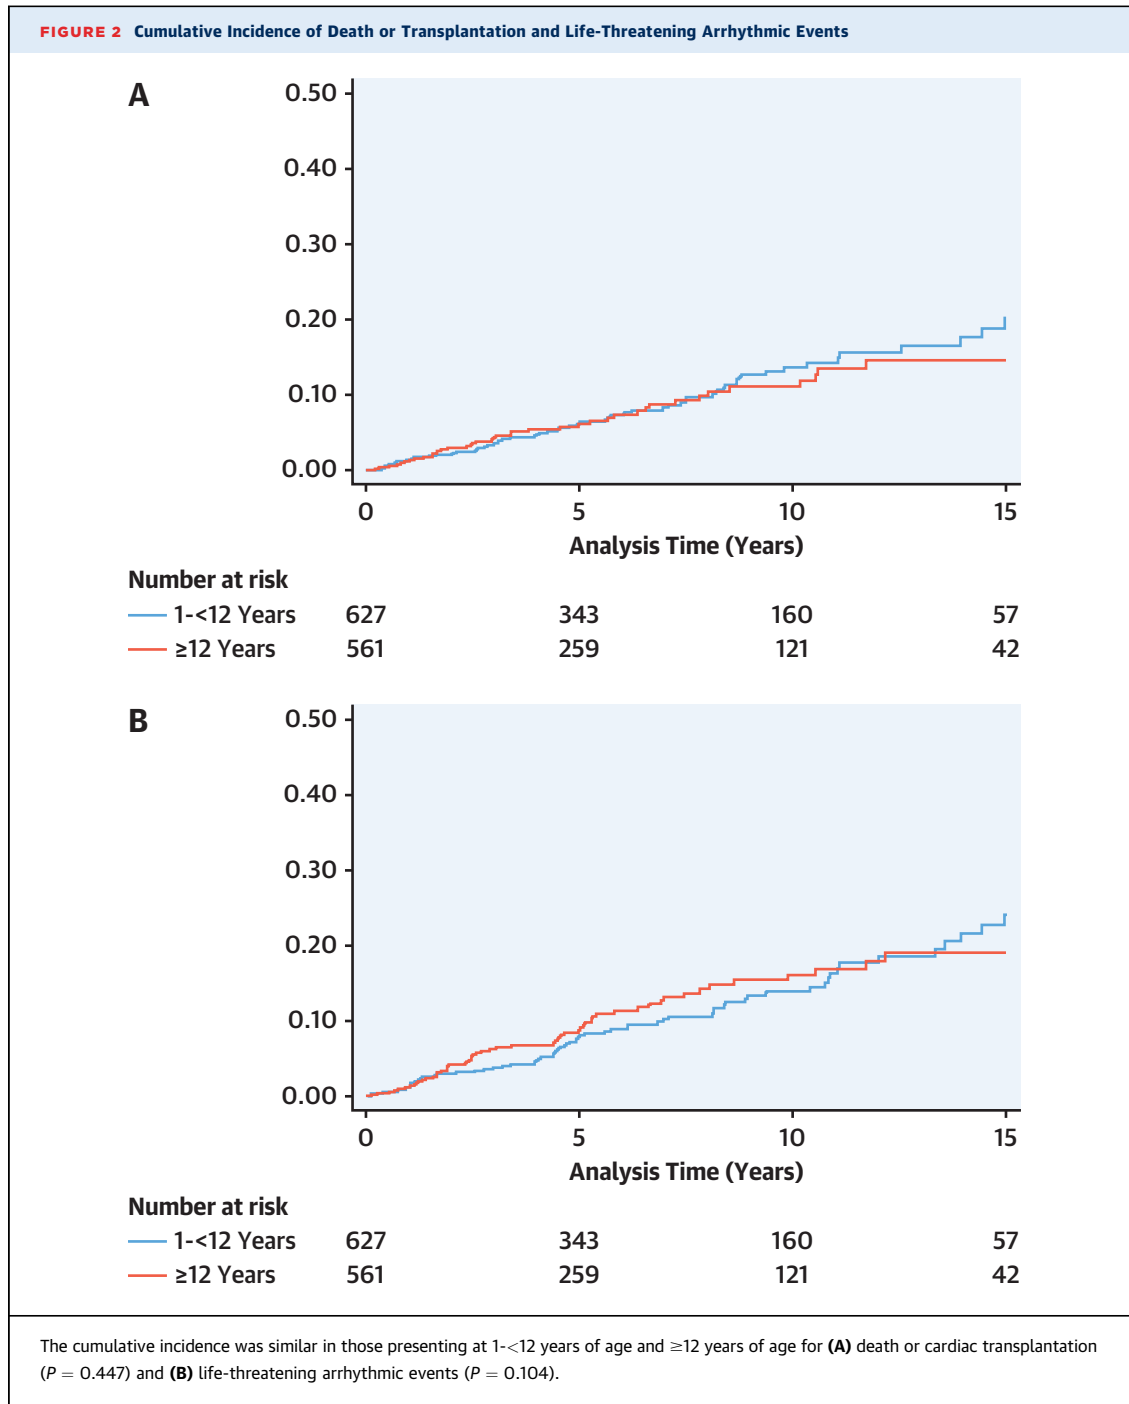 FIGURE 2 Cumulative Incidence of Death or Transplantation and Life-Threatening Arrhythmic Events
A
0.50
0.40
0.30
0.20
0.10
0.00
0 5 10 15
Analysis Time (Years)
Number at risk
1-<12 Years 627 343 160 57
≥12 Years 561 259 121 42
B
0.50
0.40
0.30
0.20
0.10
0.00
0 5 10 15
Analysis Time (Years)
Number at risk
1-<12 Years 627 343 160 57
≥12 Years 561 259 121 42
The cumulative incidence was similar in those presenting at 1-<12 years of age and ≥12 years of age for (A) death or cardiac transplantation
(P = 0.447) and (B) life-threatening arrhythmic events (P = 0.104).